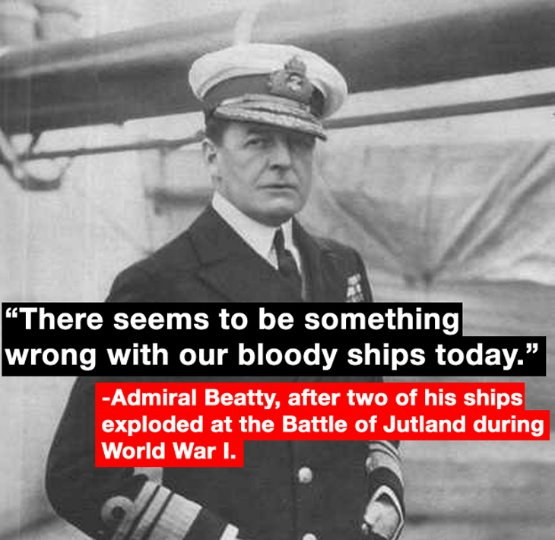 “There seems to be something
wrong with our bloody ships today.”
-Admiral Beatty, after two of his ships
exploded at the Battle of Jutland during
World War I.